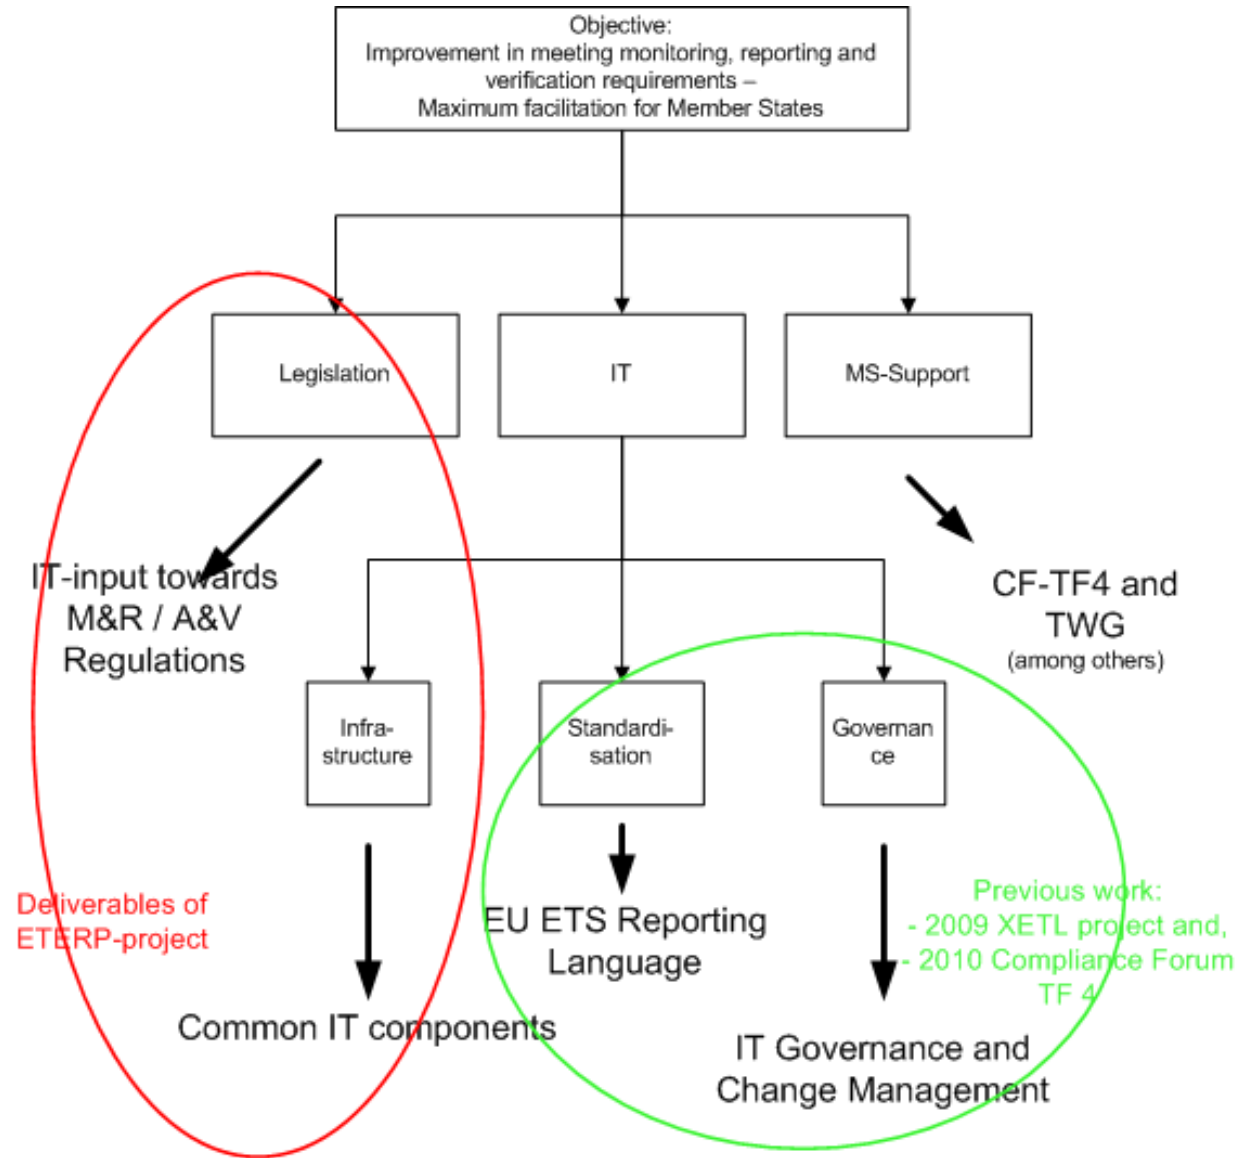 Objective:
Improvement in meeting monitoring, reporting and
verification requirements –
Maximum facilitation for Member States
Legislation
IT
MS-Support
IT-input towards
M&R / A&V
Regulations
CF-TF4 and
TWG
(among others)
Infra-
structure
Standardi-
sation
Governan
ce
Deliverables of
ETERP-project
EU ETS Reporting
Language
Previous work:
- 2009 XETL project and,
- 2010 Compliance Forum
TF 4
Common IT components
IT Governance and
Change Management